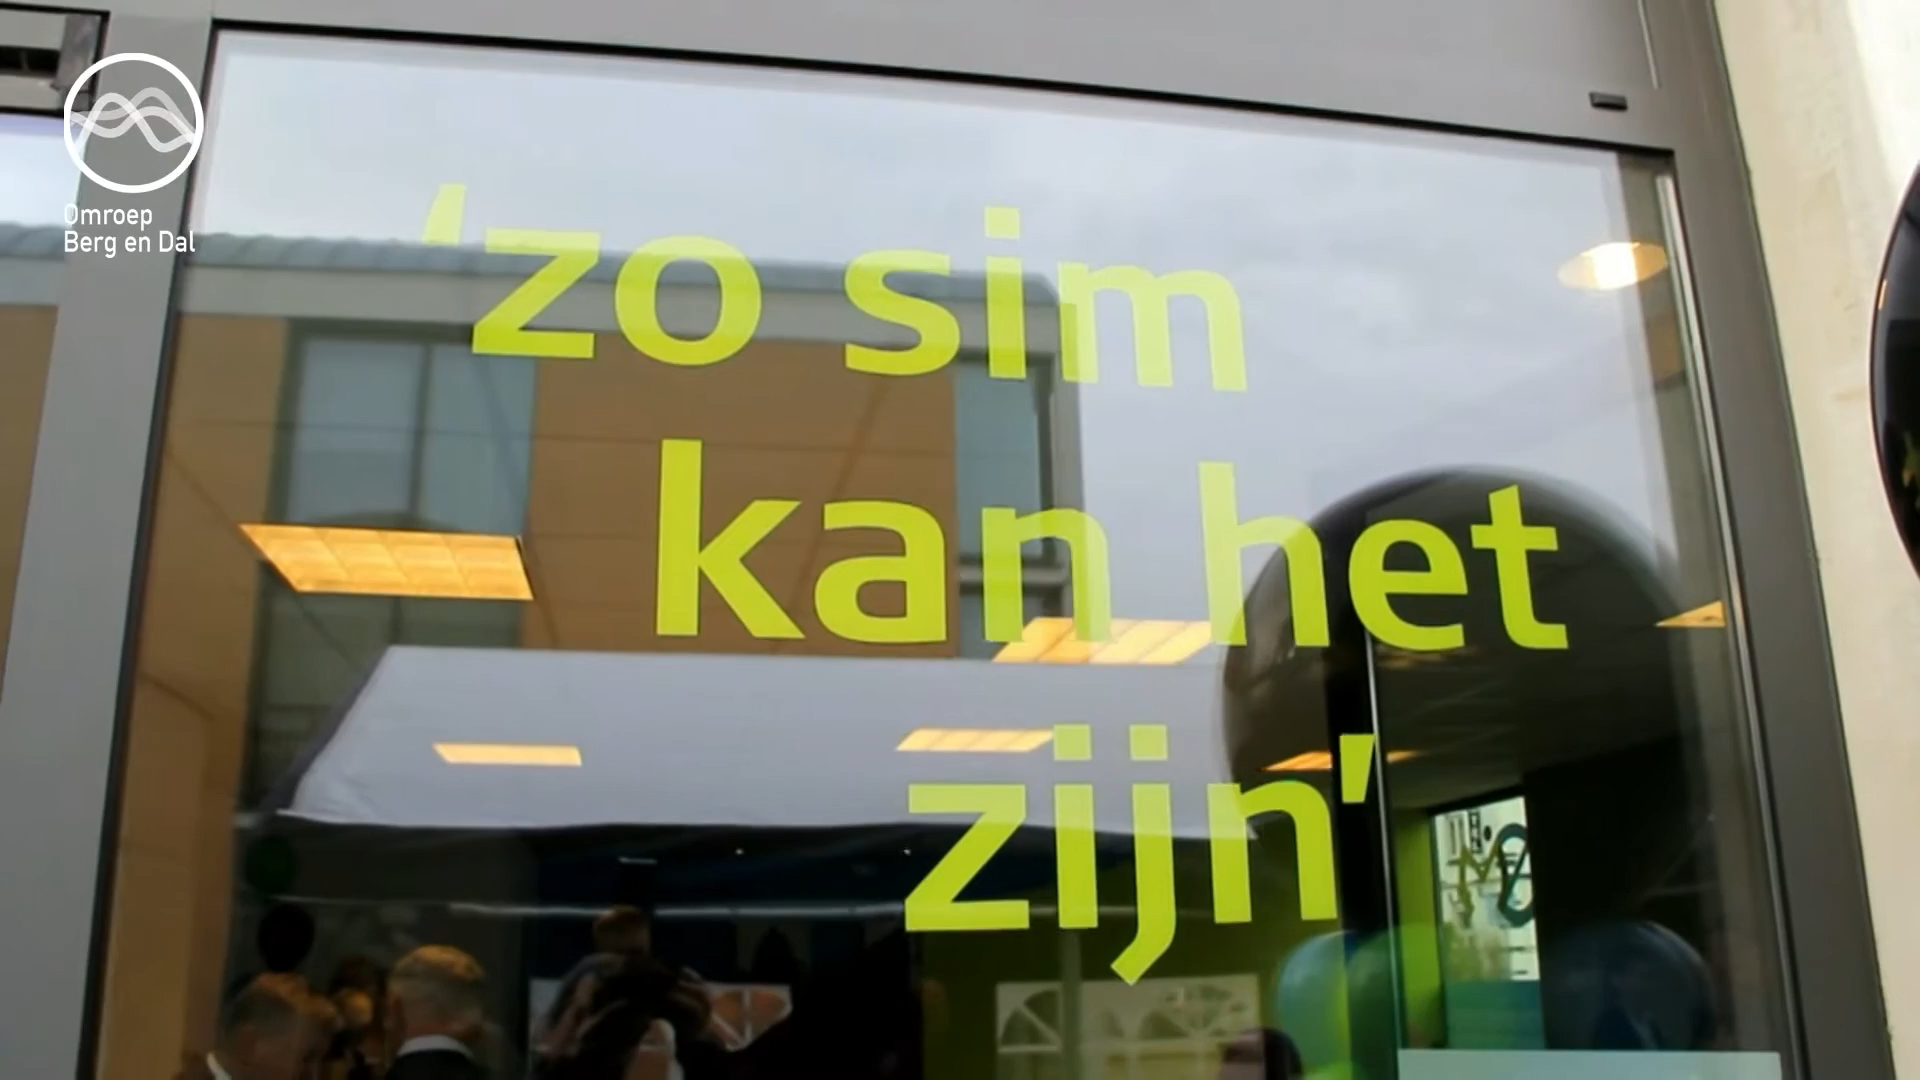 Omroep
Berg en Dal
'zo sim
kan het
zijn'